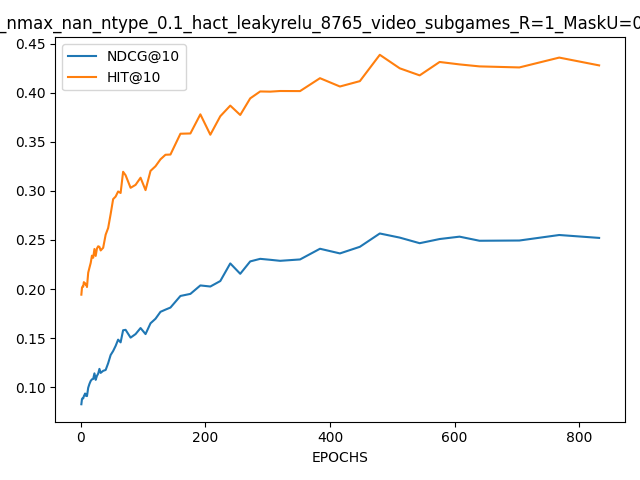 _nmax_nan_ntype_0.1_hact_leakyrelu_8765_video_subgames_R=1_MaskU=0
NDCG@10
HIT@10
0.45
0.40
0.35
0.30
0.25
0.20
0.15
0.10
0 200 400 600 800
EPOCHS